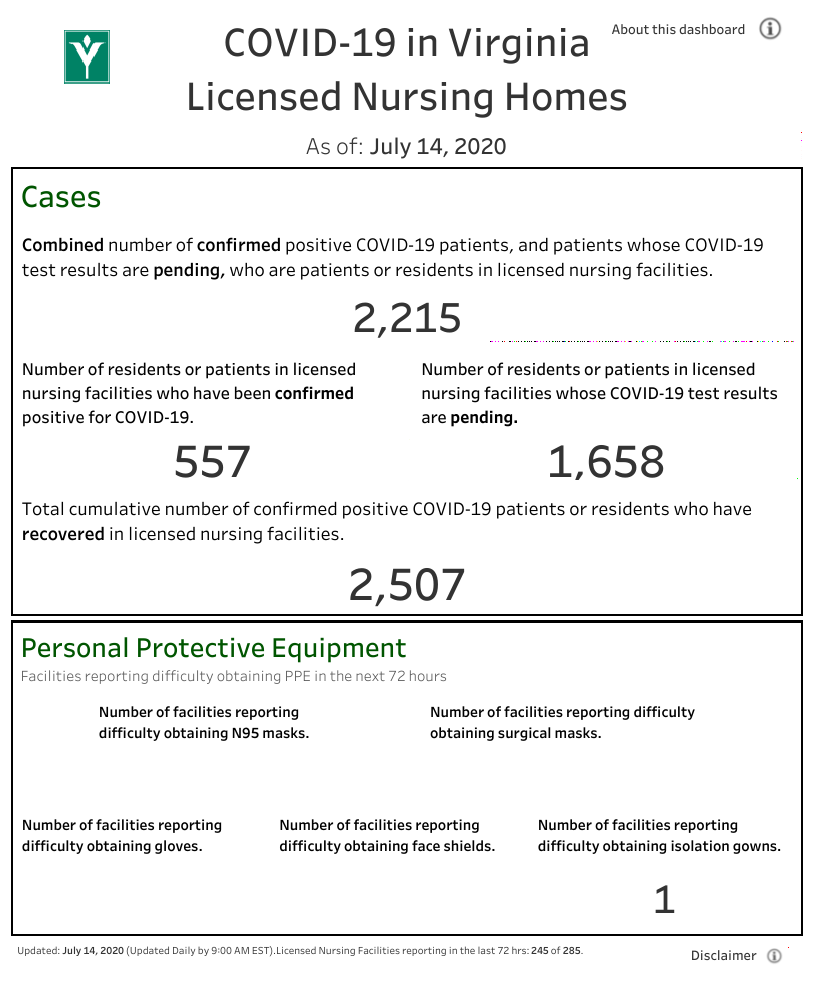 About this dashboard
COVID-19 in Virginia
Licensed Nursing Homes
As of: July 14, 2020
Cases
Combined number of confirmed positive COVID-19 patients, and patients whose COVID-19
test results are pending, who are patients or residents in licensed nursing facilities.
2,215
Number of residents or patients in licensed
nursing facilities who have been confirmed
positive for COVID-19.
557
Number of residents or patients in licensed
nursing facilities whose COVID-19 test results
are pending.
1,658
Total cumulative number of confirmed positive COVID-19 patients or residents who have
recovered in licensed nursing facilities.
2,507
Personal Protective Equipment
Facilities reporting difficulty obtaining PPE in the next 72 hours
Number of facilities reporting
difficulty obtaining N95 masks.
Number of facilities reporting difficulty
obtaining surgical masks.
Number of facilities reporting
difficulty obtaining gloves.
Number of facilities reporting
difficulty obtaining face shields.
Number of facilities reporting
difficulty obtaining isolation gowns.
1
Updated: July 14, 2020 (Updated Daily by 9:00 AM EST).Licensed Nursing Facilities reporting in the last 72 hrs: 245 of 285.
Disclaimer